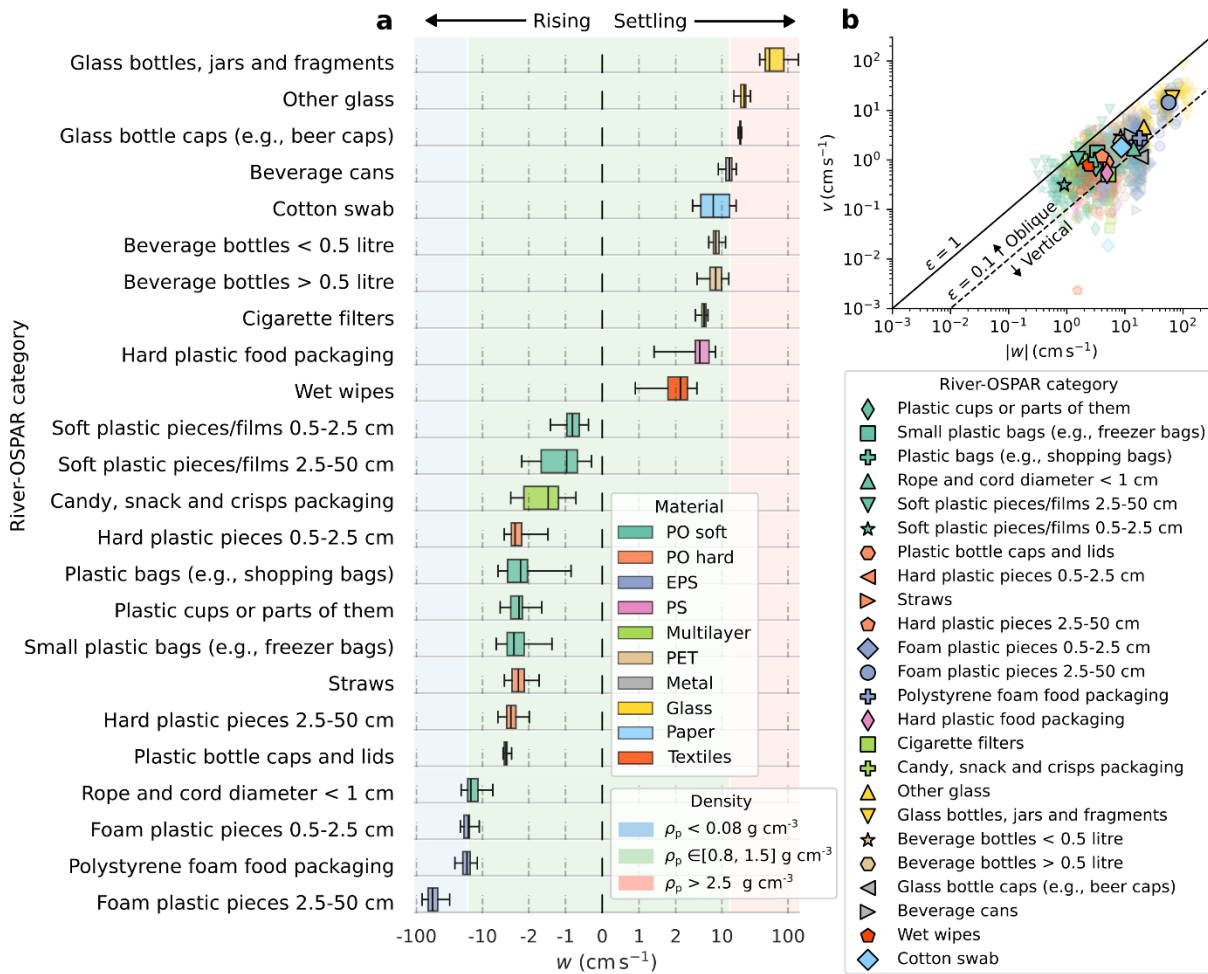 a
Rising
Settling
b
River-OSPAR category
Glass bottles, jars and fragments
Other glass
Glass bottle caps (e.g., beer caps)
Beverage cans
Cotton swab
Beverage bottles < 0.5 litre
Beverage bottles > 0.5 litre
Cigarette filters
Hard plastic food packaging
Wet wipes
Soft plastic pieces/films 0.5-2.5 cm
Soft plastic pieces/films 2.5-50 cm
Candy, snack and crisps packaging
Hard plastic pieces 0.5-2.5 cm
Plastic bags (e.g., shopping bags)
Plastic cups or parts of them
Small plastic bags (e.g., freezer bags)
Straws
Hard plastic pieces 2.5-50 cm
Plastic bottle caps and lids
Rope and cord diameter < 1 cm
Foam plastic pieces 0.5-2.5 cm
Polystyrene foam food packaging
Foam plastic pieces 2.5-50 cm
Material
PO soft
PO hard
EPS
PS
Multilayer
PET
Metal
Glass
Paper
Textiles
Density
ρp < 0.08 g cm⁻³
ρp ∈[0.8, 1.5] g cm⁻³
ρp > 2.5 g cm⁻³
-100 -10 -2 -1 0 1 2 10 100
w (cm s⁻¹)
v (cm s⁻¹)
10²
10¹
10⁰
10⁻¹
10⁻²
10⁻³
ε = 1
ε = 0.1
Oblique
Vertical
10⁻³ 10⁻² 10⁻¹ 10⁰ 10¹ 10²
|w| (cm s⁻¹)
River-OSPAR category
Plastic cups or parts of them
Small plastic bags (e.g., freezer bags)
Plastic bags (e.g., shopping bags)
Rope and cord diameter < 1 cm
Soft plastic pieces/films 2.5-50 cm
Soft plastic pieces/films 0.5-2.5 cm
Plastic bottle caps and lids
Hard plastic pieces 0.5-2.5 cm
Straws
Hard plastic pieces 2.5-50 cm
Foam plastic pieces 0.5-2.5 cm
Foam plastic pieces 2.5-50 cm
Polystyrene foam food packaging
Hard plastic food packaging
Cigarette filters
Candy, snack and crisps packaging
Other glass
Glass bottles, jars and fragments
Beverage bottles < 0.5 litre
Beverage bottles > 0.5 litre
Glass bottle caps (e.g., beer caps)
Beverage cans
Wet wipes
Cotton swab